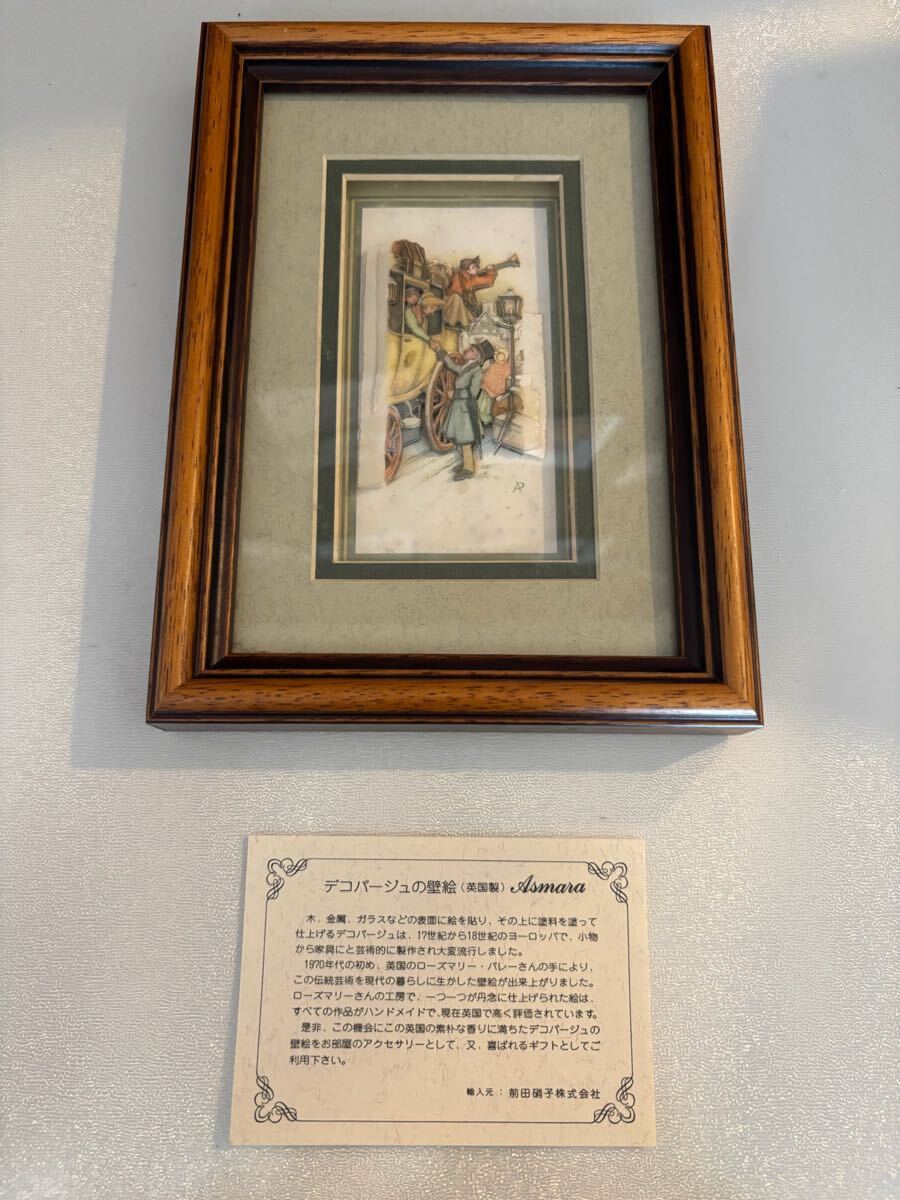 AP
デコパージュの壁絵(英国製) Asmara
木、金属、ガラスなどの表面に絵を貼り、その上に塗料を塗って
仕上げるデコパージュは、17世紀から18世紀のヨーロッパで、小物
から家具にと芸術的に製作され大変流行しました。
1970年代の初め、英国のローズマリー・バレーさんの手により、
この伝統芸術を現代の暮らしに生かした壁絵が出来上がりました。
ローズマリーさんの工房で、一つ一つが丹念に仕上げられた絵は、
すべての作品がハンドメイドで、現在英国で高く評価されています。
是非、この機会にこの英国の素朴な香りに満ちたデコパージュの
壁絵をお部屋のアクセサリーとして、又、喜ばれるギフトとしてご
利用下さい。
輸入元:前田硝子株式会社